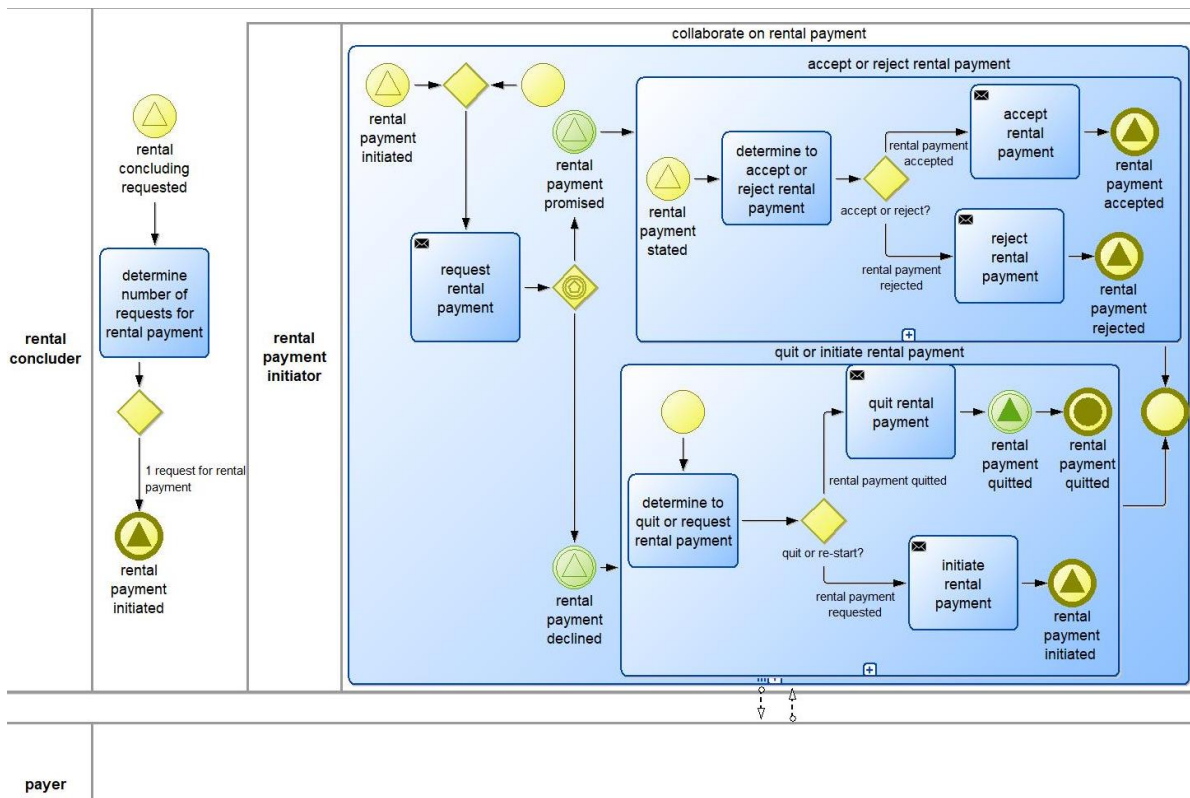 collaborate on rental payment
rental
concluder
rental
concluding
requested
determine
number of
requests for
rental payment
1 request for rental
payment
rental
payment
initiated
rental
payment
initiator
rental
payment
initiated
request
rental
payment
rental
payment
promised
rental
payment
declined
accept or reject rental payment
rental
payment
stated
determine to
accept or
reject rental
payment
accept or reject?
rental payment
accepted
accept
rental
payment
rental
payment
accepted
rental payment
rejected
reject
rental
payment
rental
payment
rejected
quit or initiate rental payment
determine to
quit or request
rental payment
quit or re-start?
rental payment quitted
quit rental
payment
rental
payment
quitted
rental
payment
quitted
rental payment
requested
initiate
rental
payment
rental
payment
initiated
payer